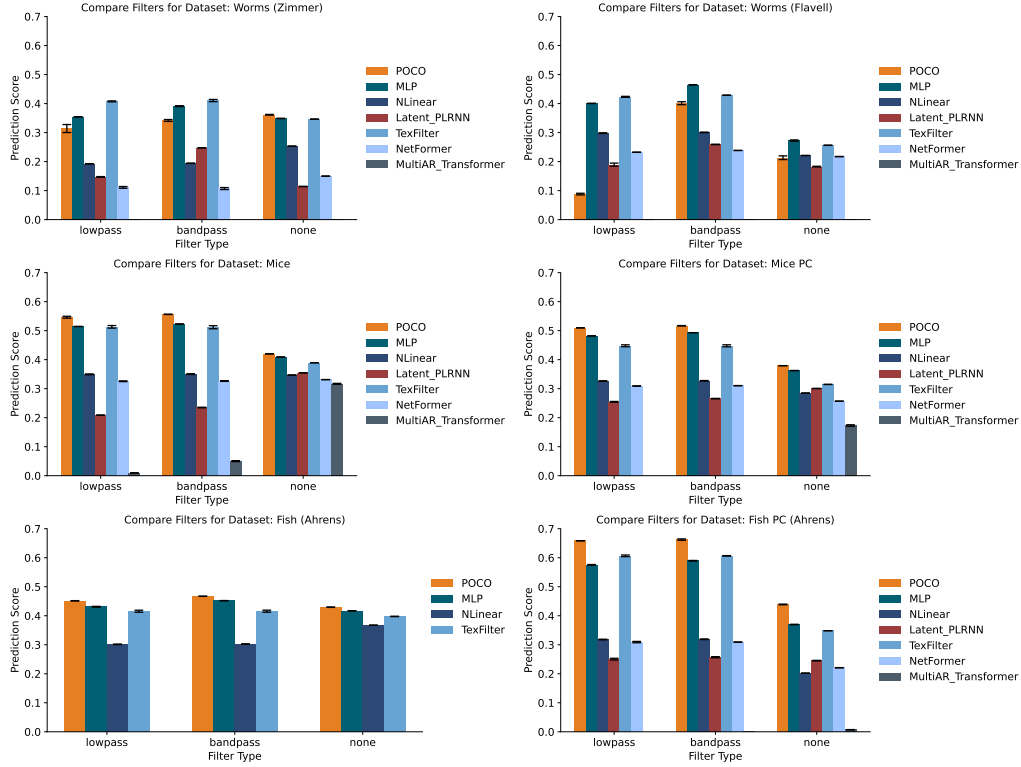 Compare Filters for Dataset: Worms (Zimmer)
0.7
0.6
0.5
0.4
0.3
0.2
0.1
0.0
Prediction Score
lowpass bandpass none
Filter Type
POCO
MLP
NLinear
Latent_PLRNN
TexFilter
NetFormer
MultiAR_Transformer
Compare Filters for Dataset: Worms (Flavell)
0.7
0.6
0.5
0.4
0.3
0.2
0.1
0.0
Prediction Score
lowpass bandpass none
Filter Type
POCO
MLP
NLinear
Latent_PLRNN
TexFilter
NetFormer
MultiAR_Transformer
Compare Filters for Dataset: Mice
0.7
0.6
0.5
0.4
0.3
0.2
0.1
0.0
Prediction Score
lowpass bandpass none
Filter Type
POCO
MLP
NLinear
Latent_PLRNN
TexFilter
NetFormer
MultiAR_Transformer
Compare Filters for Dataset: Mice PC
0.7
0.6
0.5
0.4
0.3
0.2
0.1
0.0
Prediction Score
lowpass bandpass none
Filter Type
POCO
MLP
NLinear
Latent_PLRNN
TexFilter
NetFormer
MultiAR_Transformer
Compare Filters for Dataset: Fish (Ahrens)
0.7
0.6
0.5
0.4
0.3
0.2
0.1
0.0
Prediction Score
lowpass bandpass none
Filter Type
POCO
MLP
NLinear
TexFilter
Compare Filters for Dataset: Fish PC (Ahrens)
0.7
0.6
0.5
0.4
0.3
0.2
0.1
0.0
Prediction Score
lowpass bandpass none
Filter Type
POCO
MLP
NLinear
Latent_PLRNN
TexFilter
NetFormer
MultiAR_Transformer